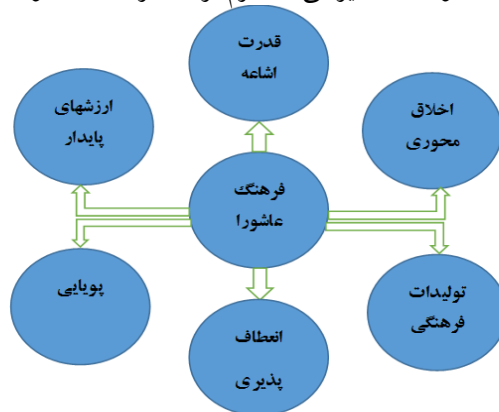 قدرت
اشاعه
اخلاق
محوری
ارزشهای
پایدار
فرهنگ
عاشورا
تولیدات
فرهنگی
پویایی
انعطاف
پذیری